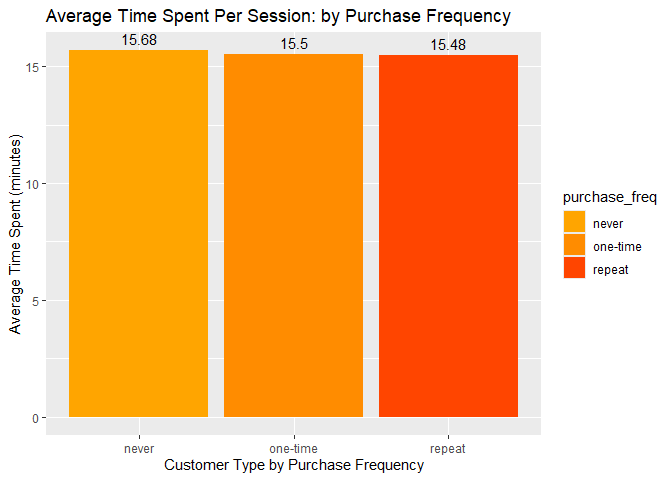 Average Time Spent Per Session: by Purchase Frequency
15.68
15.5
15.48
15
10
5
0
Average Time Spent (minutes)
never
one-time
repeat
Customer Type by Purchase Frequency
purchase_freq
never
one-time
repeat